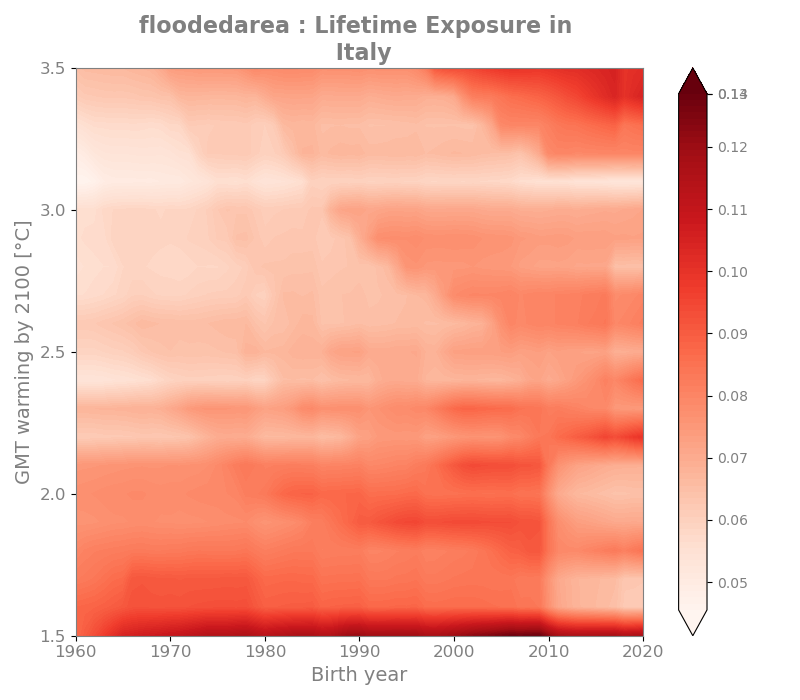 floodedarea : Lifetime Exposure in
Italy
3.5
3.0
2.5
2.0
1.5
GMT warming by 2100 [°C]
1960 1970 1980 1990 2000 2010 2020
Birth year
0.13
0.12
0.11
0.10
0.09
0.08
0.07
0.06
0.05